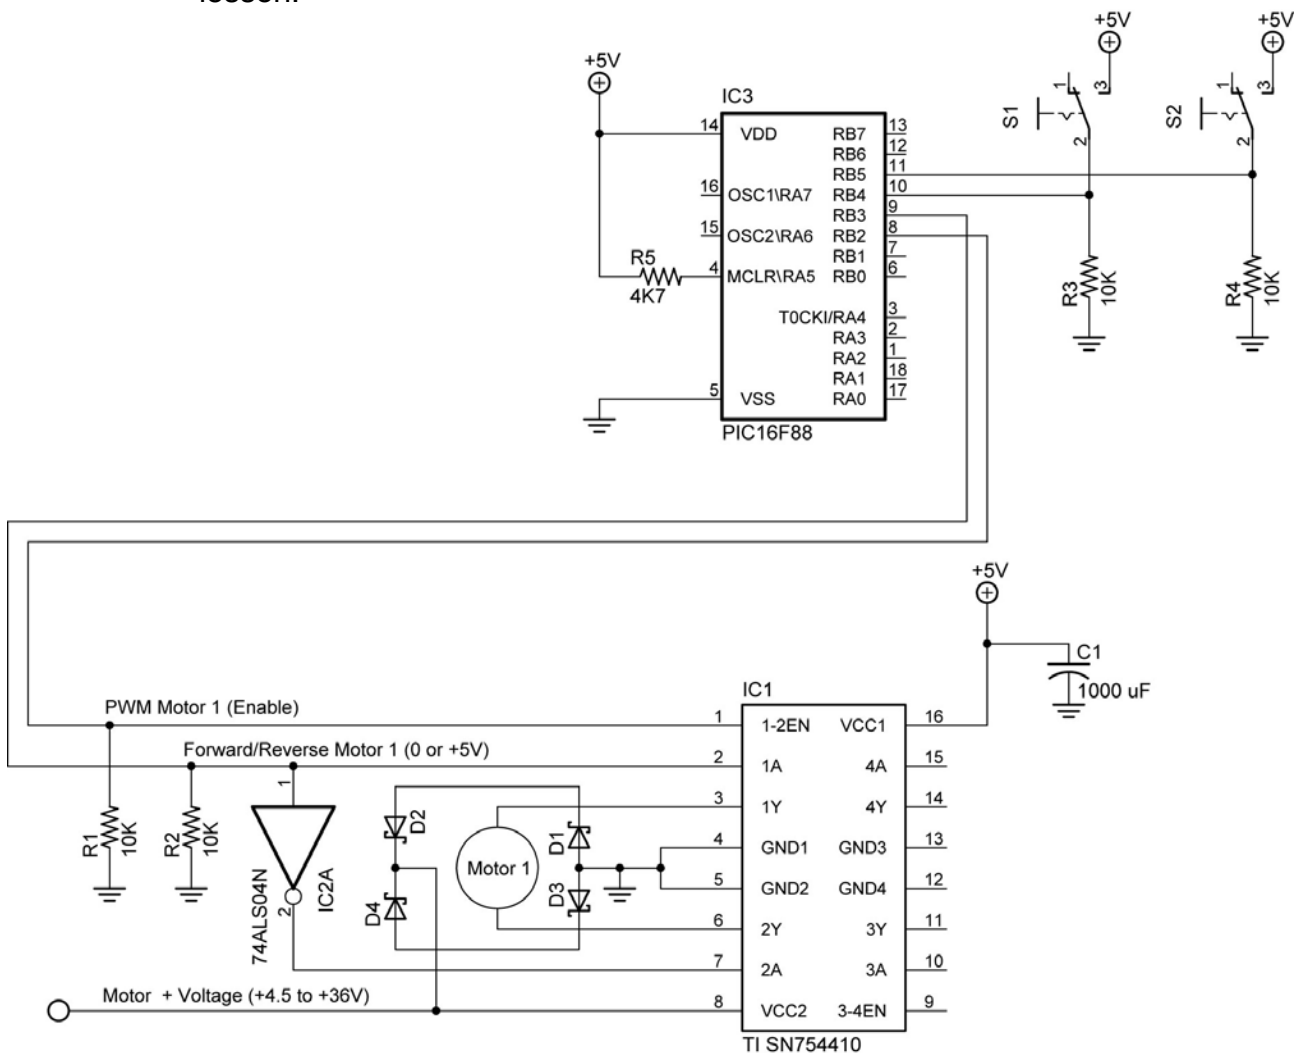 +5V
+5V
+5V
1
3
S1
2
1
3
S2
2
IC3
14 VDD RB7 13
RB6 12
RB5 11
16 OSC1\RA7 RB4 10
RB3 9
15 OSC2\RA6 RB2 8
RB1 7
R5
4K7
4 MCLR\RA5 RB0 6
T0CKI/RA4 3
RA3 2
RA2 1
RA1 18
5 VSS RA0 17
PIC16F88
R3
10K
R4
10K
+5V
C1
1000 uF
IC1
PWM Motor 1 (Enable)
1 1-2EN VCC1 16
Forward/Reverse Motor 1 (0 or +5V)
2 1A 4A 15
3 1Y 4Y 14
4 GND1 GND3 13
5 GND2 GND4 12
6 2Y 3Y 11
7 2A 3A 10
Motor + Voltage (+4.5 to +36V)
8 VCC2 3-4EN 9
TI SN754410
R1
10K
R2
10K
1
2
74ALS04N
IC2A
D2
D4
Motor 1
D1
D3